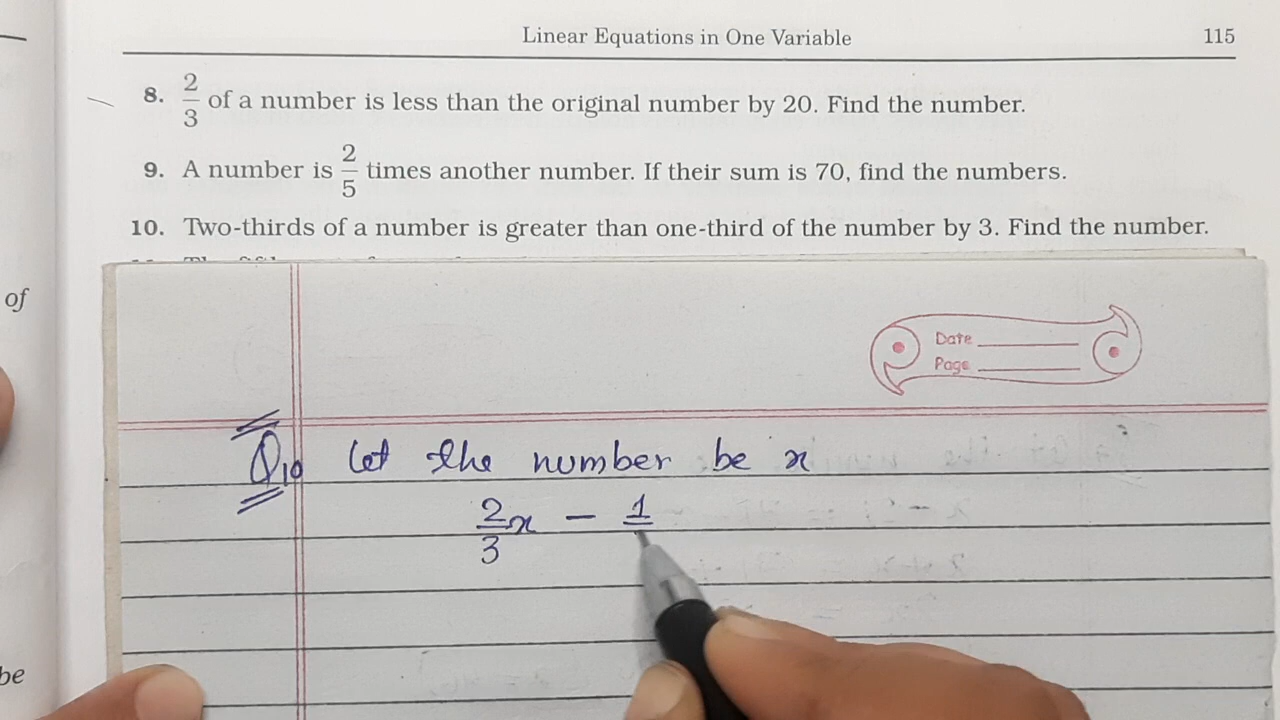 Linear Equations in One Variable 115
8. 2/3 of a number is less than the original number by 20. Find the number.
9. A number is 2/5 times another number. If their sum is 70, find the numbers.
10. Two-thirds of a number is greater than one-third of the number by 3. Find the number.
of
Date
Page
Q10 let the number be x
2/3 x - 1
be